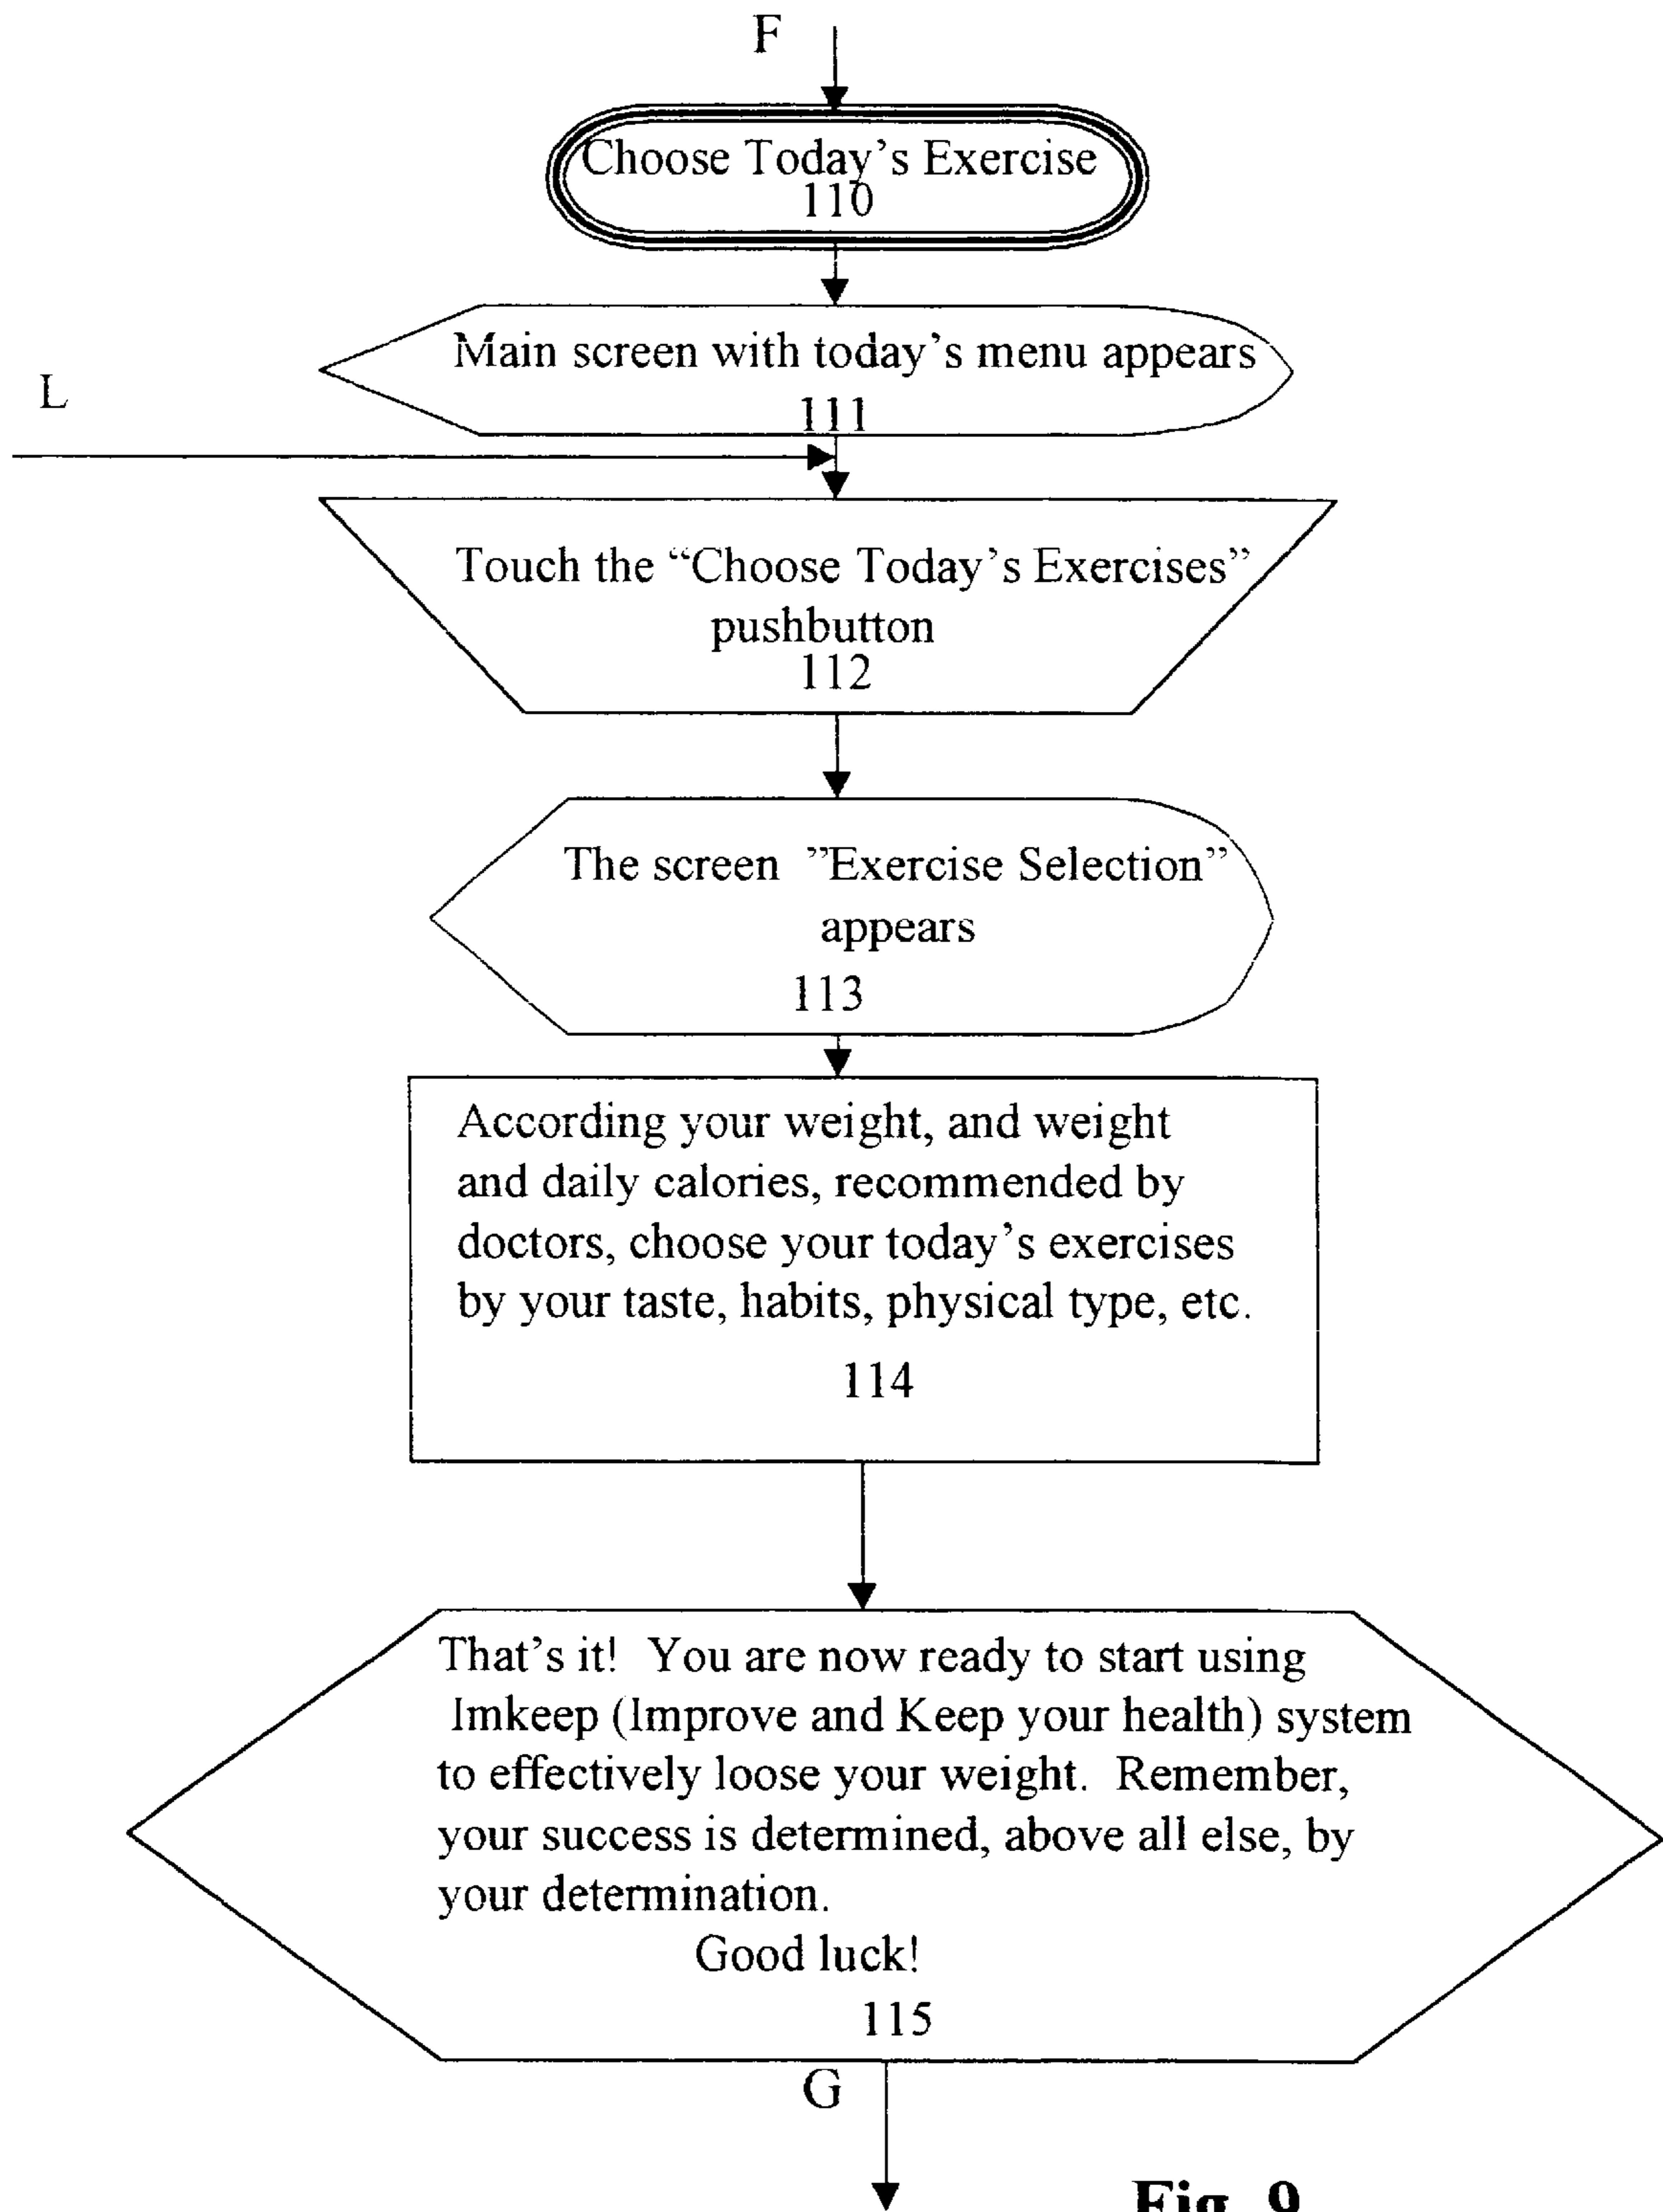 F
Choose Today’s Exercise
110
Main screen with today’s menu appears
111
L
Touch the “Choose Today’s Exercises”
pushbutton
112
The screen ”Exercise Selection”
appears
113
According your weight, and weight
and daily calories, recommended by
doctors, choose your today’s exercises
by your taste, habits, physical type, etc.
114
That’s it! You are now ready to start using
Imkeep (Improve and Keep your health) system
to effectively loose your weight. Remember,
your success is determined, above all else, by
your determination.
Good luck!
115
G
Fig. 9